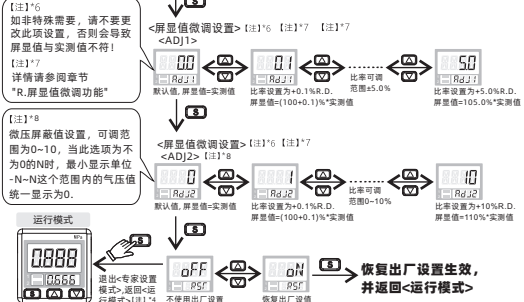 【注】*6
如非特殊需要，请不要更
改此项设置，否则会导致
屏显值与实测值不符！
【注】*7
详情请参阅章节
"R.屏显值微调功能"
S
<屏显值微调设置>【注】*6 【注】*7 【注】*7
<ADJ1>
0.0
Adj1
0.1
Adj1
比率可调
范围±5.0%
5.0
Adj1
默认值, 屏显值=实测值
比率设置为+0.1%R.D.
屏显值=(100+0.1)%*实测值
比率设置为+5.0%R.D.
屏显值=105.0%*实测值
S
【注】*8
微压屏蔽值设置，可调范
围为0~10，当此选项为不
为0的N时，最小显示单位
-N~N这个范围内的气压值
统一显示为0.
<屏显值微调设置>【注】*6 【注】*7
<ADJ2>【注】*8
0
Adj2
1
Adj2
比率可调
范围0~10%
10
Adj2
默认值, 屏显值=实测值
比率设置为+0.1%R.D.
屏显值=(100+0.1)%*实测值
比率设置为+10%R.D.
屏显值=110%*实测值
S
运行模式
MPa
0.888
0.666
S
S
退出<专家设置
模式>,返回<运
行模式>【注】*4
oFF
RSt
不使用出厂设置
oN
RSt
恢复出厂设值
S
恢复出厂设置生效，
并返回<运行模式>